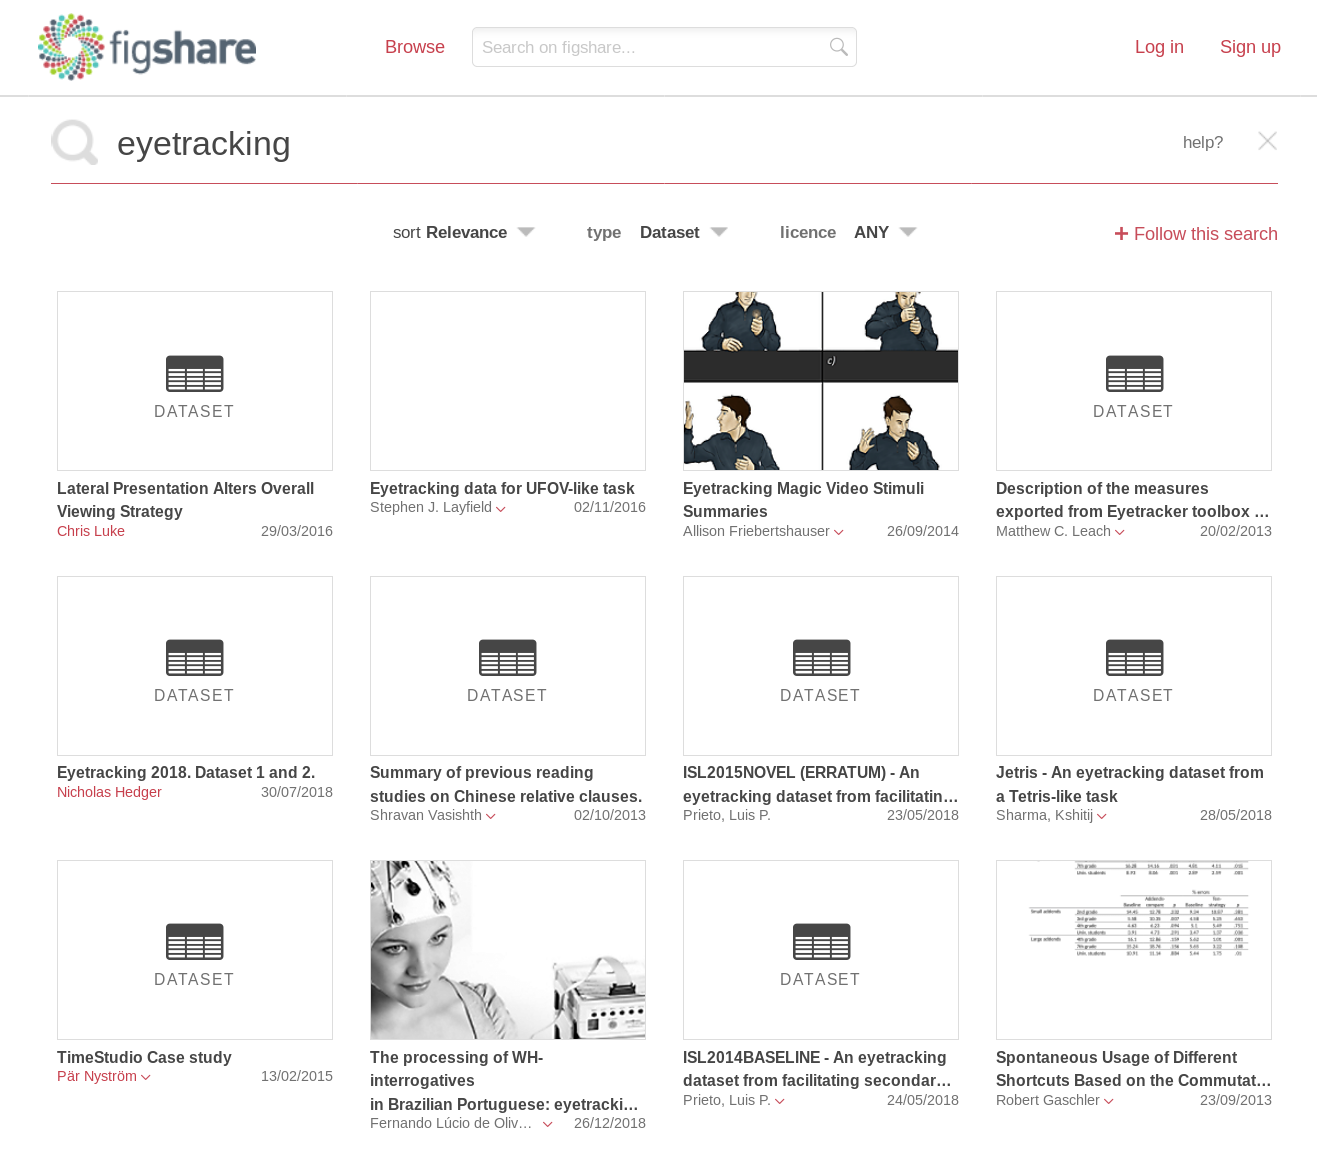 figshare
Browse
Search on figshare...
Log in
Sign up
eyetracking
help?
sort Relevance
type Dataset
licence ANY
+ Follow this search
DATASET
Lateral Presentation Alters Overall
Viewing Strategy
Chris Luke 29/03/2016
Eyetracking data for UFOV-like task
Stephen J. Layfield 02/11/2016
c)
Eyetracking Magic Video Stimuli
Summaries
Allison Friebertshauser 26/09/2014
DATASET
Description of the measures
exported from Eyetracker toolbox …
Matthew C. Leach 20/02/2013
DATASET
Eyetracking 2018. Dataset 1 and 2.
Nicholas Hedger 30/07/2018
DATASET
Summary of previous reading
studies on Chinese relative clauses.
Shravan Vasishth 02/10/2013
DATASET
ISL2015NOVEL (ERRATUM) - An
eyetracking dataset from facilitatin…
Prieto, Luis P. 23/05/2018
DATASET
Jetris - An eyetracking dataset from
a Tetris-like task
Sharma, Kshitij 28/05/2018
DATASET
TimeStudio Case study
Pär Nyström 13/02/2015
The processing of WH-
interrogatives
in Brazilian Portuguese: eyetracki…
Fernando Lúcio de Oliv… 26/12/2018
DATASET
ISL2014BASELINE - An eyetracking
dataset from facilitating secondar…
Prieto, Luis P. 24/05/2018
% errors
Small addends
Large addends
Spontaneous Usage of Different
Shortcuts Based on the Commutat…
Robert Gaschler 23/09/2013